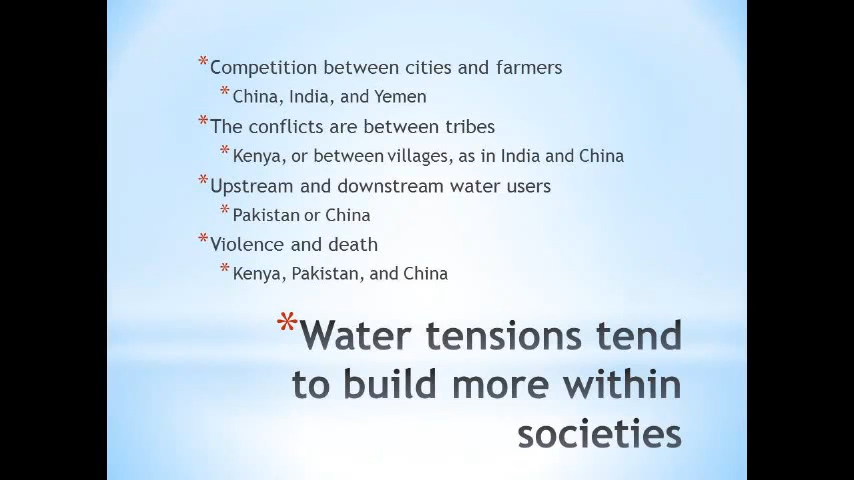 *Competition between cities and farmers
*China, India, and Yemen
*The conflicts are between tribes
*Kenya, or between villages, as in India and China
*Upstream and downstream water users
*Pakistan or China
*Violence and death
*Kenya, Pakistan, and China
*Water tensions tend
to build more within
societies